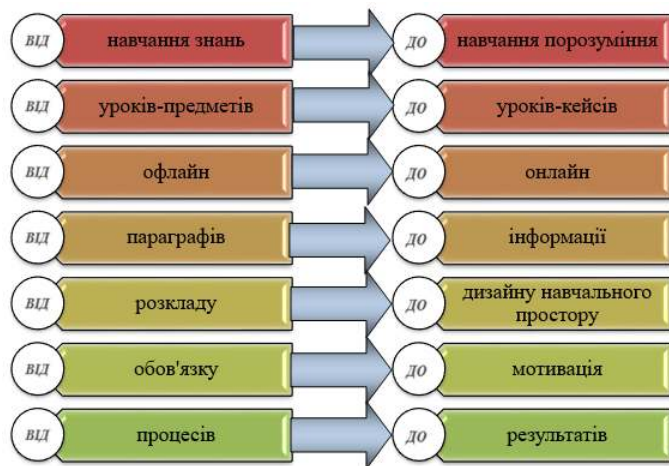 ВІД навчання знань ДО навчання порозуміння
ВІД уроків-предметів ДО уроків-кейсів
ВІД офлайн ДО онлайн
ВІД параграфів ДО інформації
ВІД розкладу ДО дизайну навчального
простору
ВІД обов'язку ДО мотивація
ВІД процесів ДО результатів